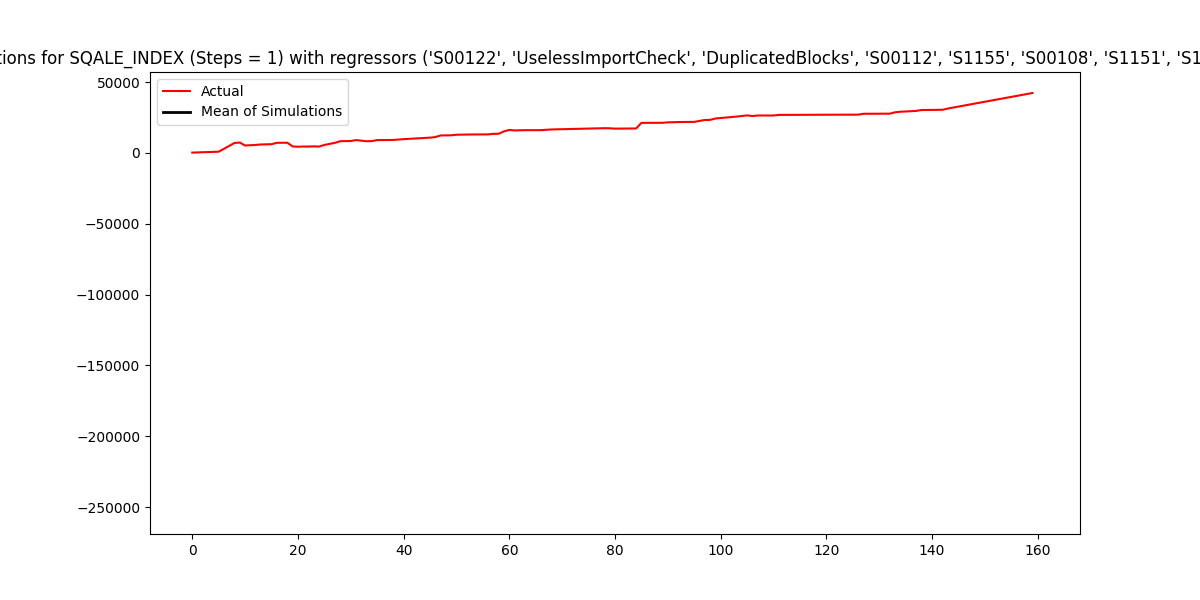 tions for SQALE_INDEX (Steps = 1) with regressors ('S00122', 'UselessImportCheck', 'DuplicatedBlocks', 'S00112', 'S1155', 'S00108', 'S1151', 'S1
50000
0
−50000
−100000
−150000
−200000
−250000
Actual
Mean of Simulations
0 20 40 60 80 100 120 140 160